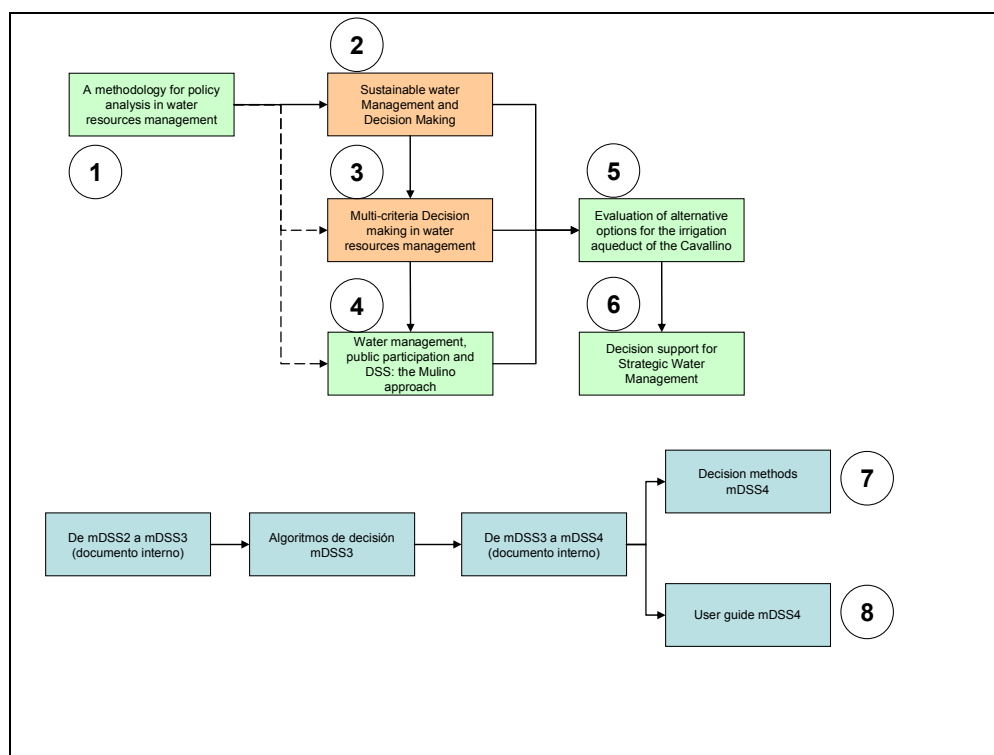 2
A methodology for policy
analysis in water
resources management
Sustainable water
Management and
Decision Making
1
3
5
Multi-criteria Decision
making in water
resources management
Evaluation of alternative
options for the irrigation
aqueduct of the Cavallino
4
6
Water management,
public participation and
DSS: the Mulino
approach
Decision support for
Strategic Water
Management
Decision methods
mDSS4
7
De mDSS2 a mDSS3
(documento interno)
Algoritmos de decisión
mDSS3
De mDSS3 a mDSS4
(documento interno)
User guide mDSS4
8